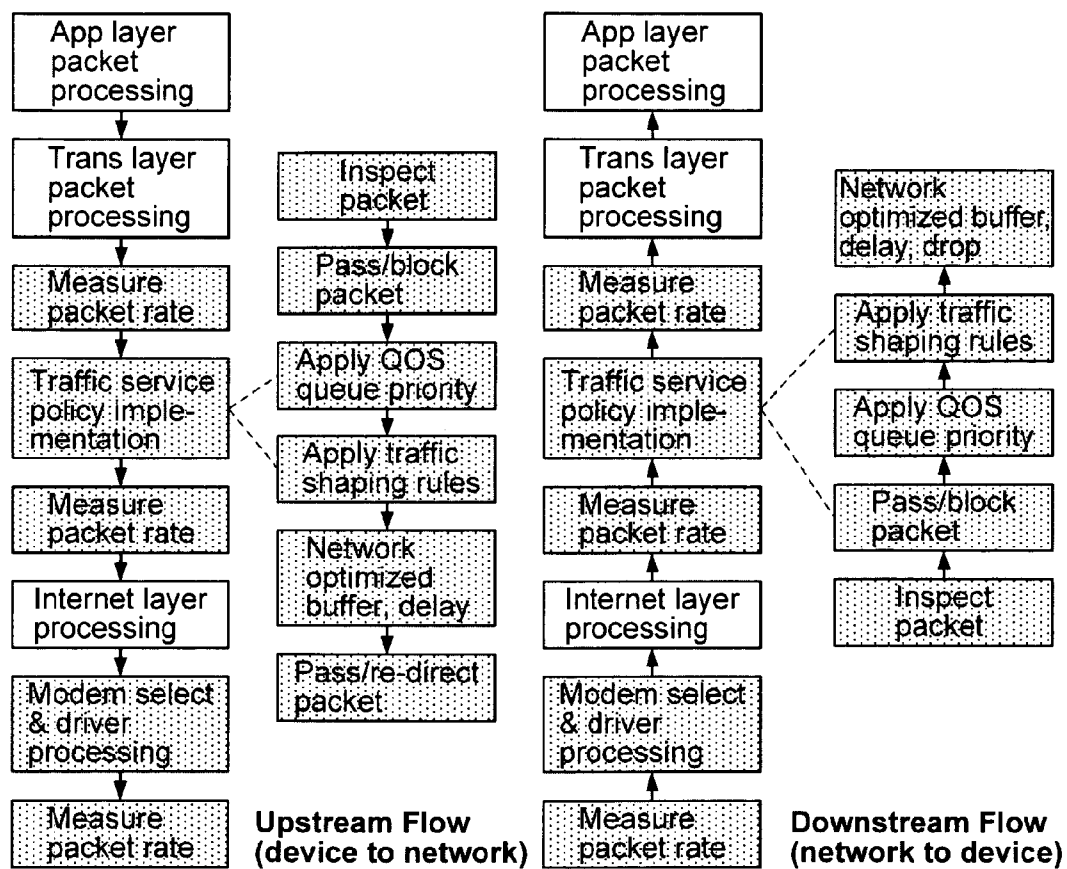 App layer
packet
processing
Trans layer
packet
processing
Measure
packet rate
Traffic service
policy imple-
mentation
Measure
packet rate
Internet layer
processing
Modem select
& driver
processing
Measure
packet rate
Inspect
packet
Pass/block
packet
Apply QOS
queue priority
Apply traffic
shaping rules
Network
optimized
buffer, delay
Pass/re-direct
packet
Upstream Flow
(device to network)
App layer
packet
processing
Trans layer
packet
processing
Measure
packet rate
Traffic service
policy imple-
mentation
Measure
packet rate
Internet layer
processing
Modem select
& driver
processing
Measure
packet rate
Network
optimized buffer,
delay, drop
Apply traffic
shaping rules
Apply QOS
queue priority
Pass/block
packet
Inspect
packet
Downstream Flow
(network to device)